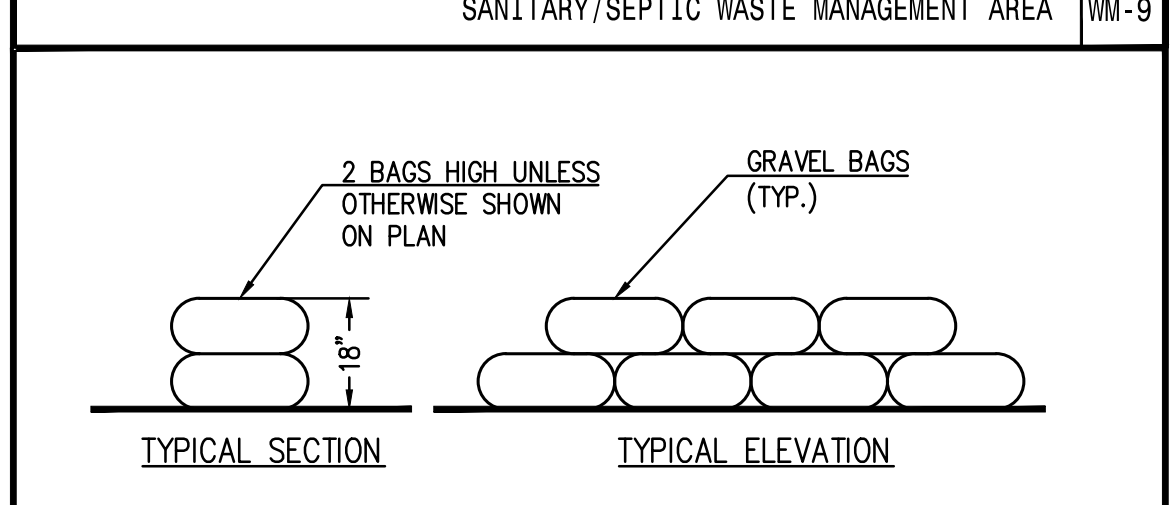 SANITARY/SEPTIC WASTE MANAGEMENT AREA
WM-9
2 BAGS HIGH UNLESS
OTHERWISE SHOWN
ON PLAN
GRAVEL BAGS
(TYP.)
18"
TYPICAL SECTION
TYPICAL ELEVATION